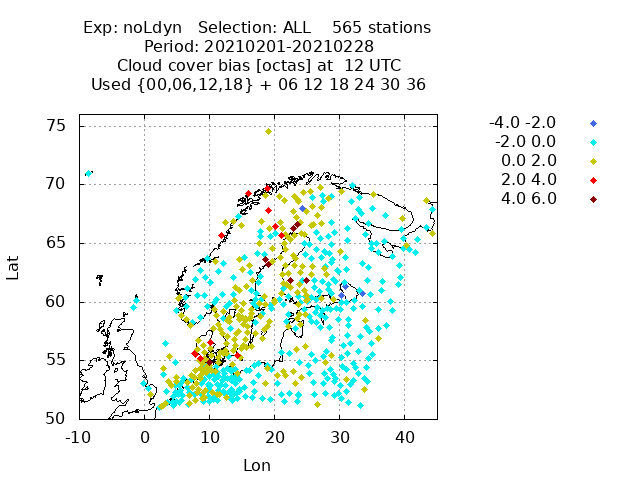 Exp: noLdyn Selection: ALL 565 stations
Period: 20210201-20210228
Cloud cover bias [octas] at 12 UTC
Used {00,06,12,18} + 06 12 18 24 30 36
-4.0 -2.0
-2.0 0.0
0.0 2.0
2.0 4.0
4.0 6.0
75
70
65
60
55
50
Lat
-10 0 10 20 30 40
Lon